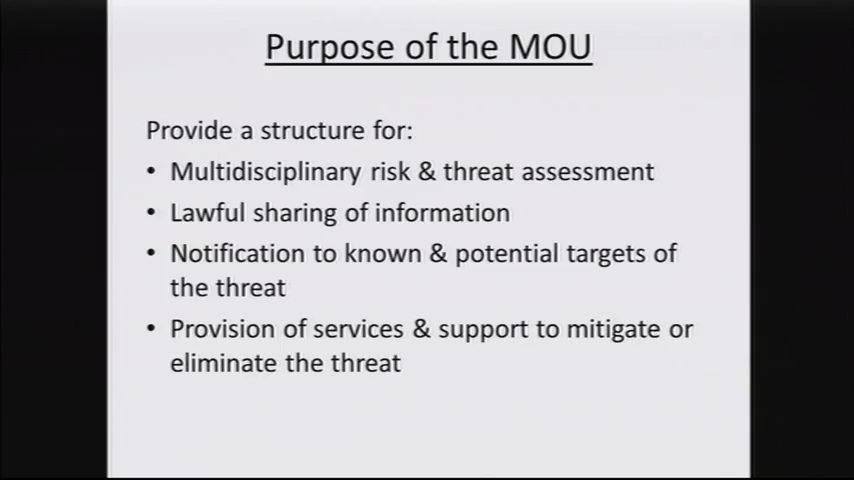 Purpose of the MOU
Provide a structure for:
• Multidisciplinary risk & threat assessment
• Lawful sharing of information
• Notification to known & potential targets of
the threat
• Provision of services & support to mitigate or
eliminate the threat